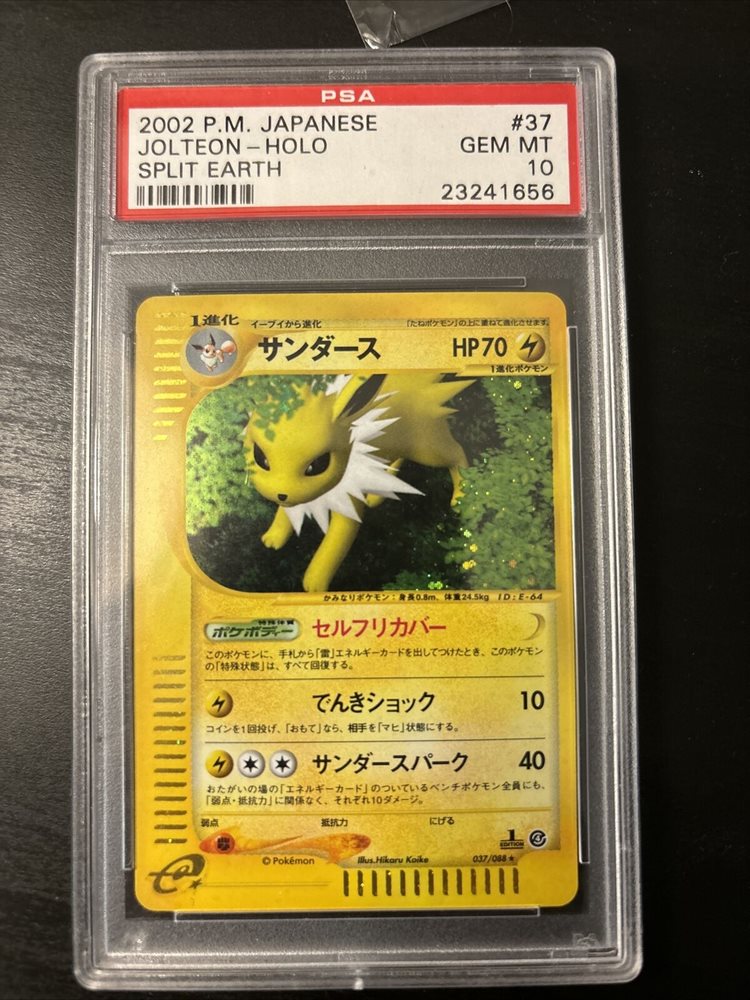 PSA
2002 P.M. JAPANESE #37
JOLTEON-HOLO GEM MT
SPLIT EARTH 10
23241656
1進化 イーブイから進化 「たねポケモン」の上に重ねて進化させます。
サンダース HP70
1進化ポケモン
かみなりポケモン：身長0.8m、体重24.5kg ID:E-64
特殊体質
ポケボディー セルフリカバー
このポケモンに、手札から「雷」エネルギーカードを出してつけたとき、このポケモン
の「特殊状態」は、すべて回復する。
でんきショック 10
コインを1回投げ、「おもて」なら、相手を「マヒ」状態にする。
サンダースパーク 40
おたがいの場の「エネルギーカード」のついているベンチポケモン全員にも、
「弱点・抵抗力」に関係なく、それぞれ10ダメージ。
弱点 抵抗力 にげる
1
EDITION
© Pokémon Illus.Hikaru Koike 037/088 ★
e